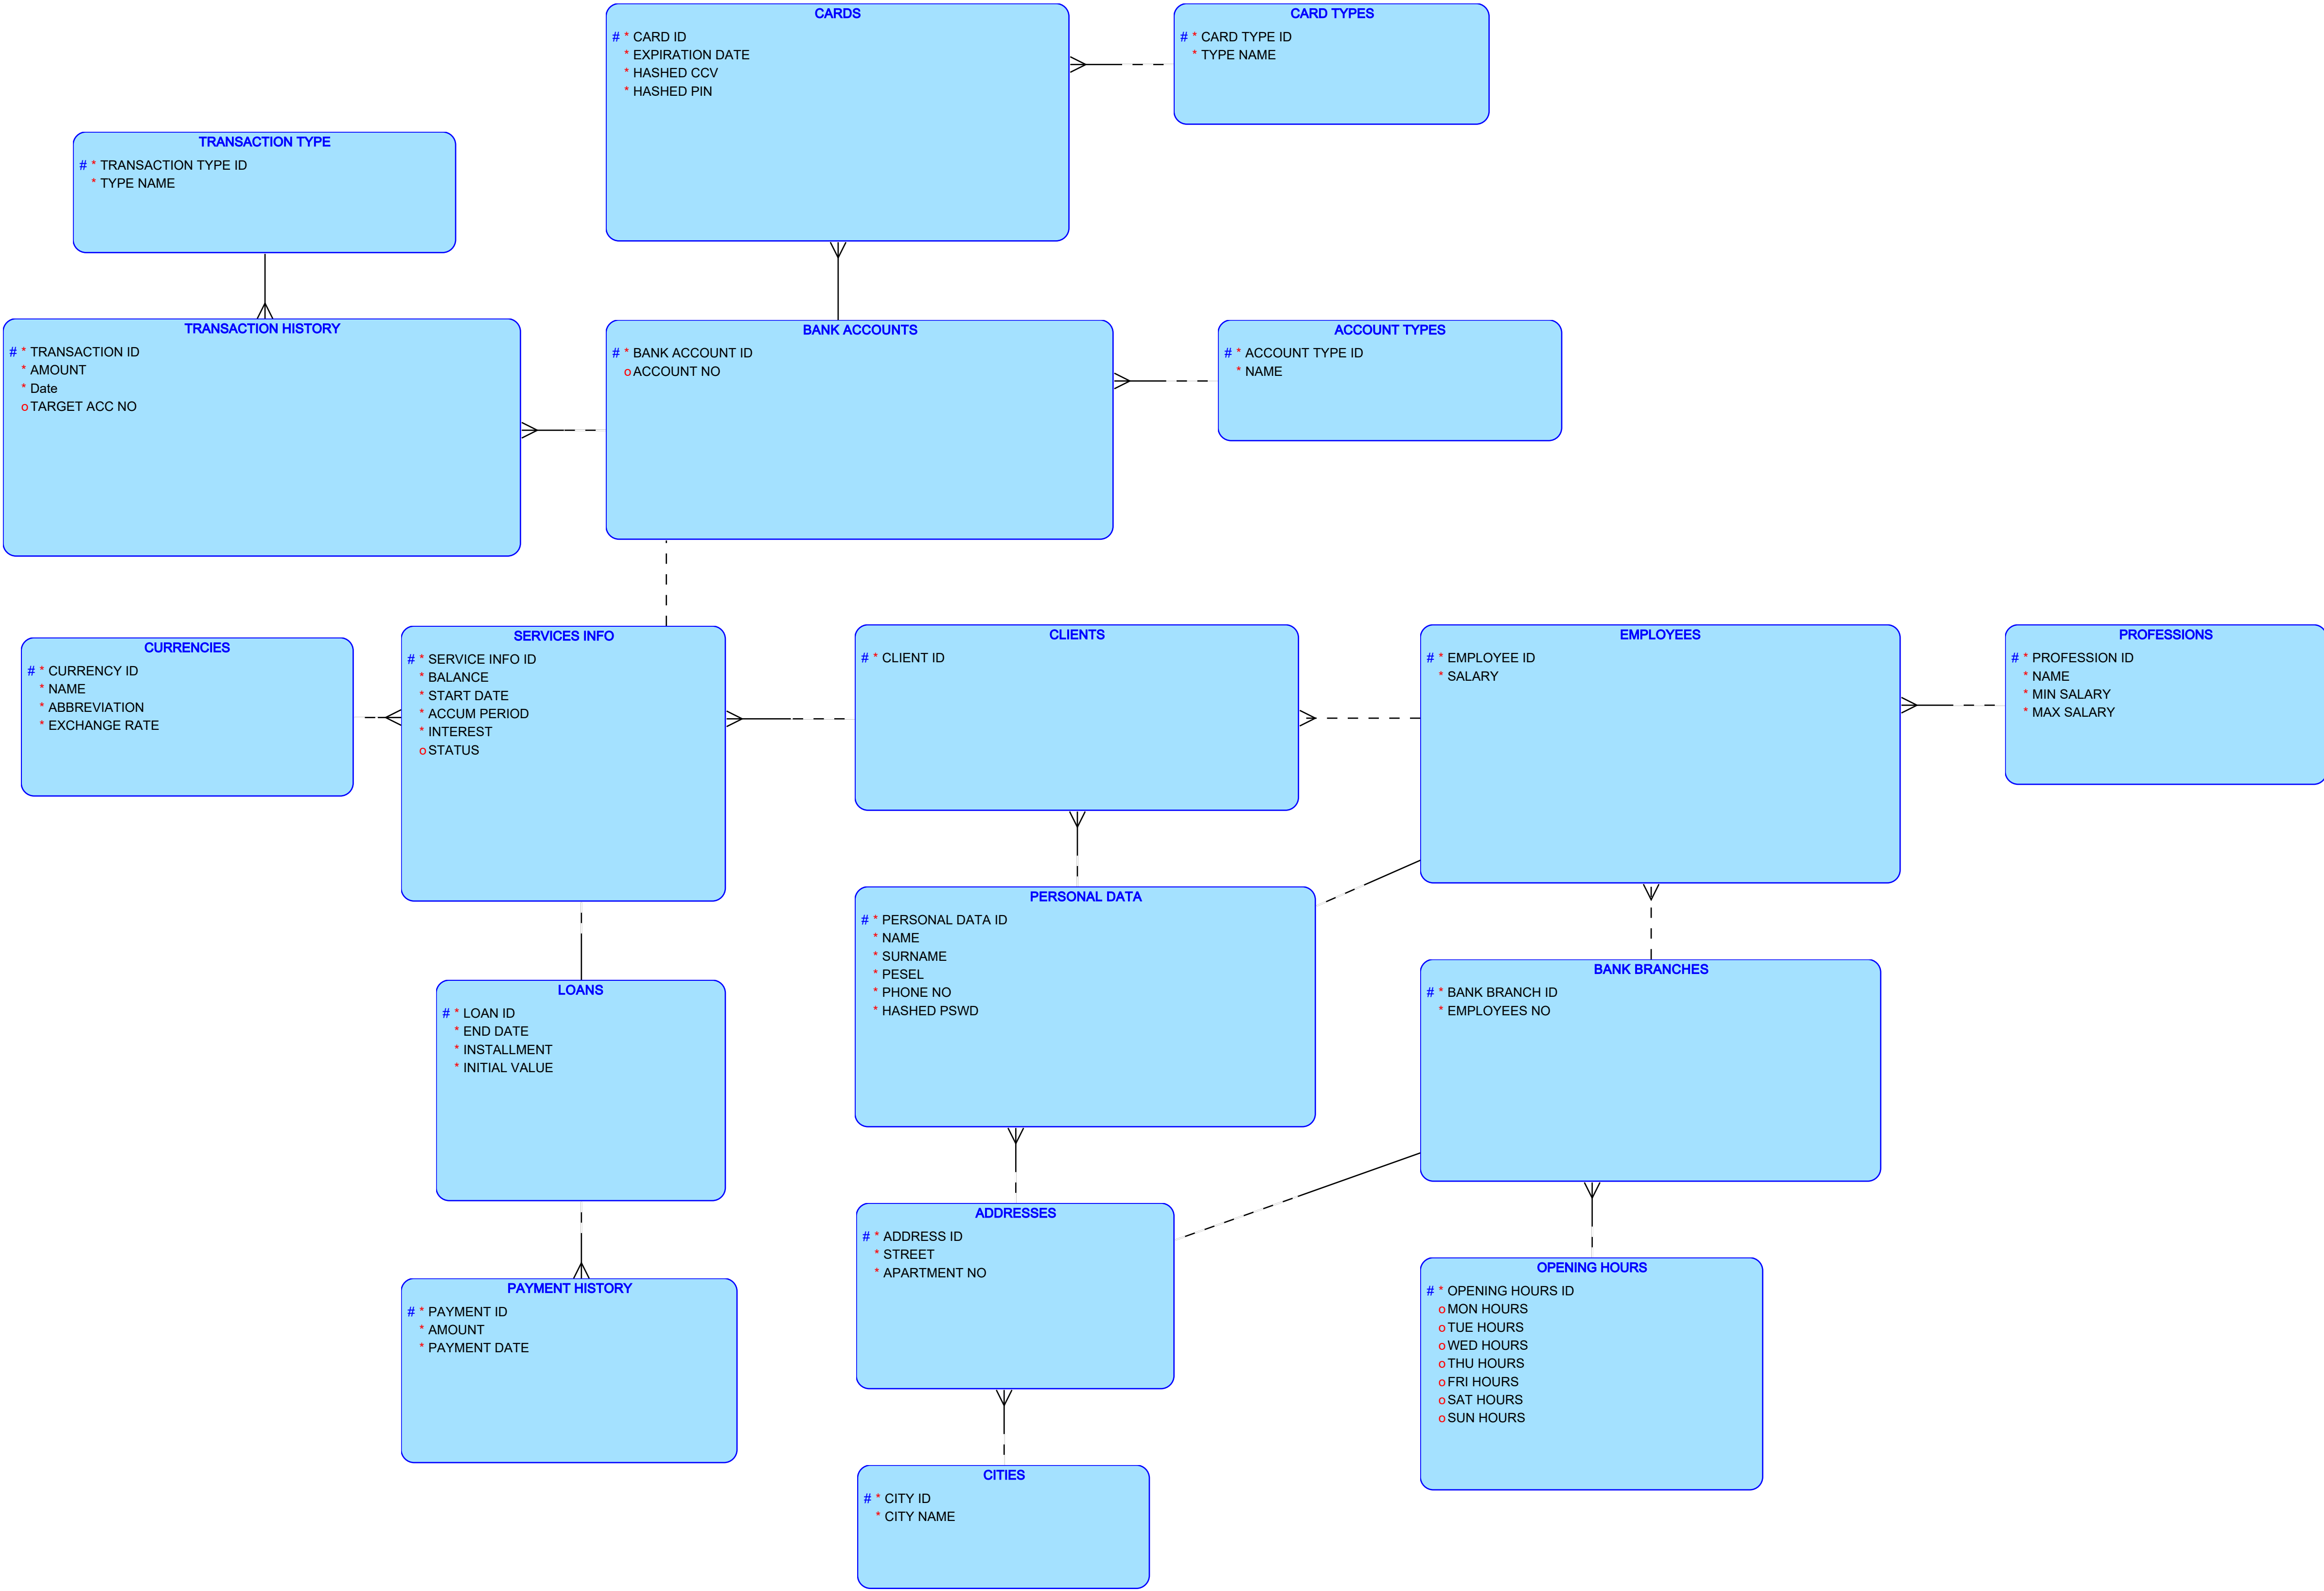 CARDS
# * CARD ID
* EXPIRATION DATE
* HASHED CCV
* HASHED PIN
CARD TYPES
# * CARD TYPE ID
* TYPE NAME
TRANSACTION TYPE
# * TRANSACTION TYPE ID
* TYPE NAME
TRANSACTION HISTORY
# * TRANSACTION ID
* AMOUNT
* Date
o TARGET ACC NO
BANK ACCOUNTS
# * BANK ACCOUNT ID
o ACCOUNT NO
ACCOUNT TYPES
# * ACCOUNT TYPE ID
* NAME
CURRENCIES
# * CURRENCY ID
* NAME
* ABBREVIATION
* EXCHANGE RATE
SERVICES INFO
# * SERVICE INFO ID
* BALANCE
* START DATE
* ACCUM PERIOD
* INTEREST
o STATUS
CLIENTS
# * CLIENT ID
EMPLOYEES
# * EMPLOYEE ID
* SALARY
PROFESSIONS
# * PROFESSION ID
* NAME
* MIN SALARY
* MAX SALARY
PERSONAL DATA
# * PERSONAL DATA ID
* NAME
* SURNAME
* PESEL
* PHONE NO
* HASHED PSWD
BANK BRANCHES
# * BANK BRANCH ID
* EMPLOYEES NO
LOANS
# * LOAN ID
* END DATE
* INSTALLMENT
* INITIAL VALUE
ADDRESSES
# * ADDRESS ID
* STREET
* APARTMENT NO
OPENING HOURS
# * OPENING HOURS ID
o MON HOURS
o TUE HOURS
o WED HOURS
o THU HOURS
o FRI HOURS
o SAT HOURS
o SUN HOURS
PAYMENT HISTORY
# * PAYMENT ID
* AMOUNT
* PAYMENT DATE
CITIES
# * CITY ID
* CITY NAME